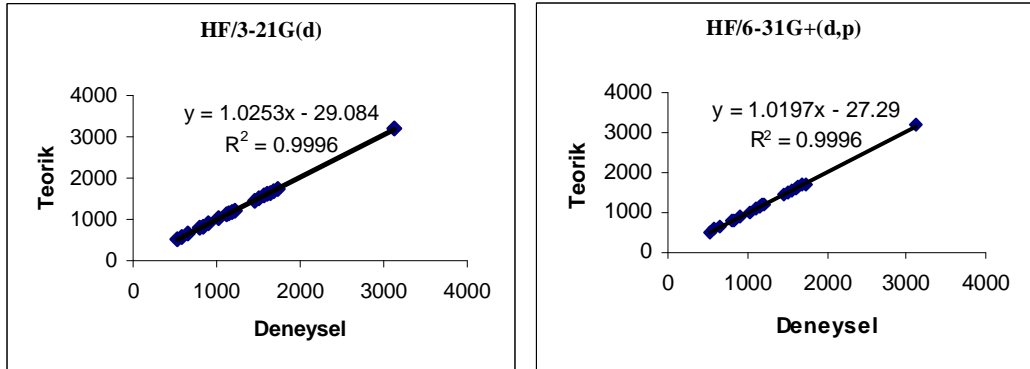 HF/3-21G(d)
y = 1.0253x - 29.084
R² = 0.9996
4000
3000
2000
1000
0
0 1000 2000 3000 4000
Teorik
Deneysel
HF/6-31G+(d,p)
y = 1.0197x - 27.29
R² = 0.9996
4000
3000
2000
1000
0
0 1000 2000 3000 4000
Teorik
Deneysel